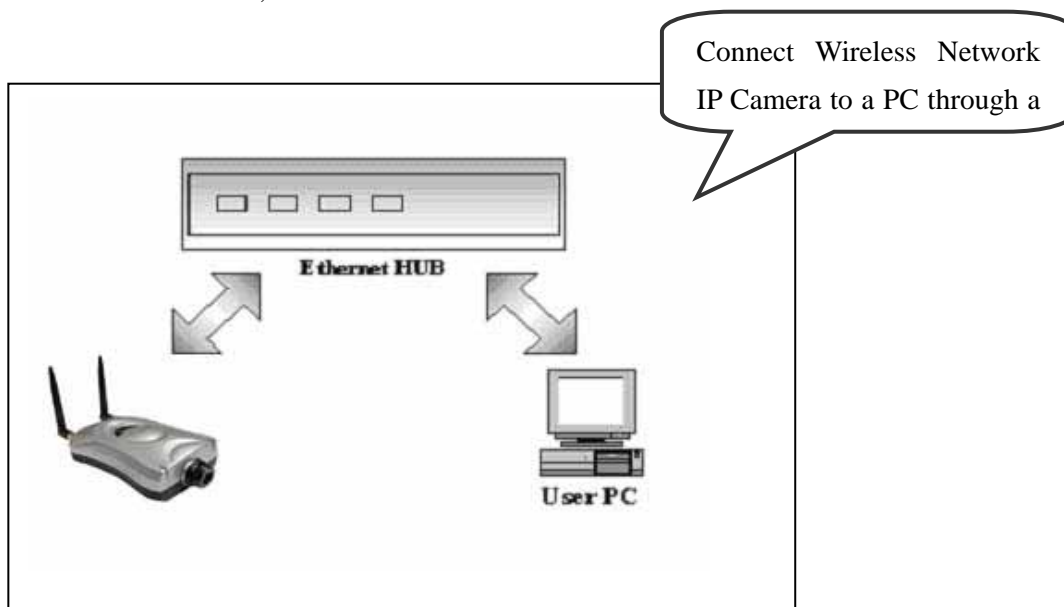 Connect Wireless Network
IP Camera to a PC through a
Ethernet HUB
User PC